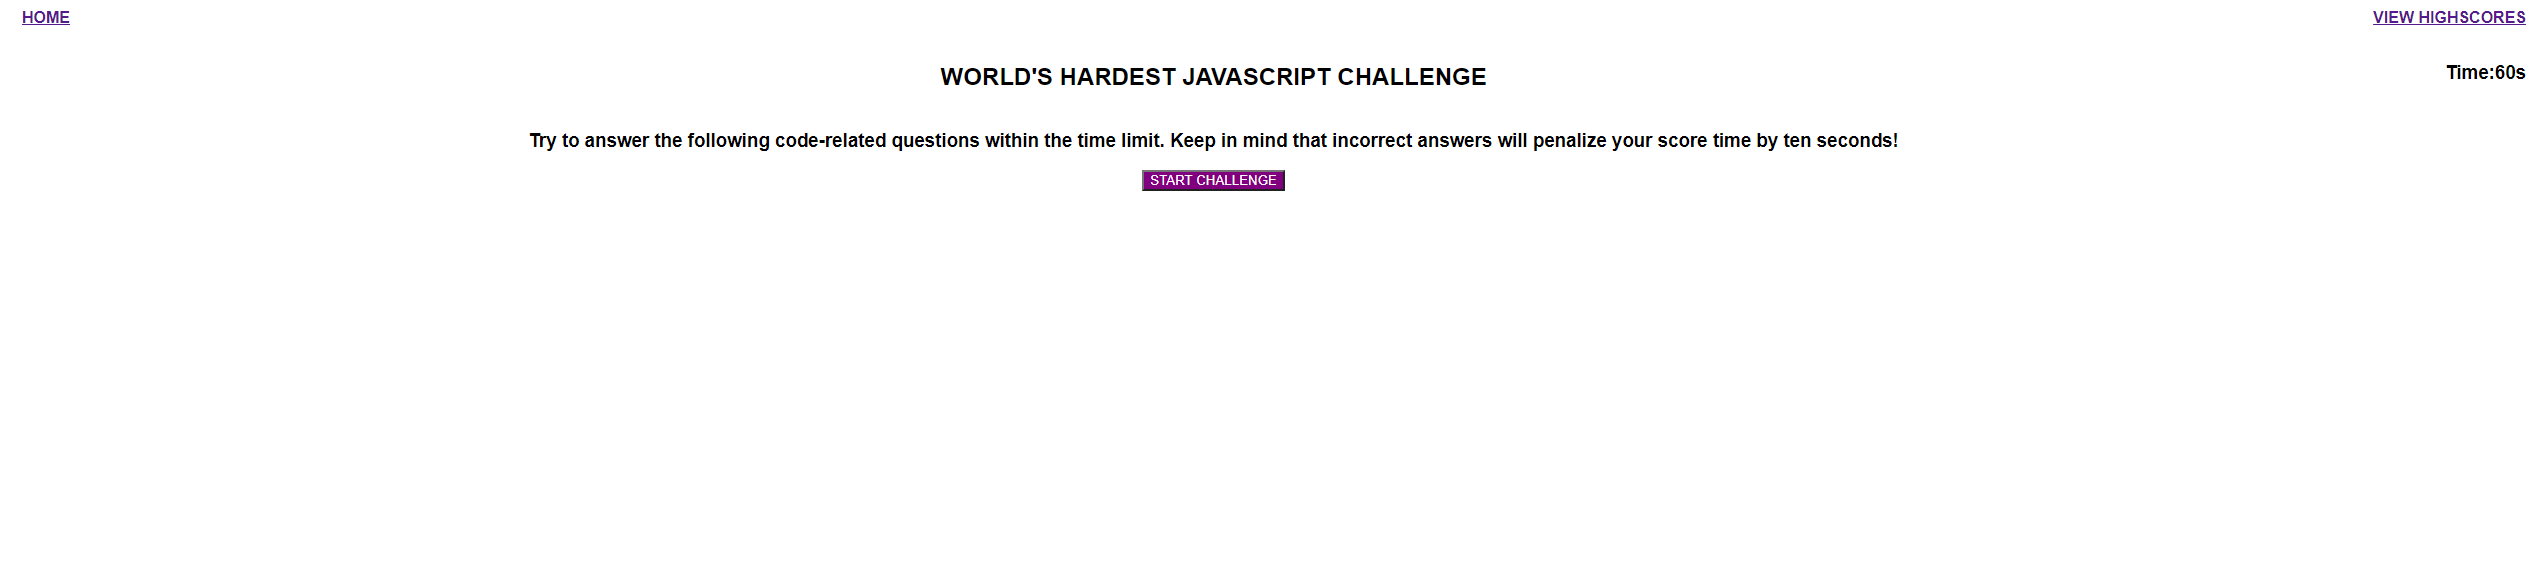 HOME
VIEW HIGHSCORES
WORLD'S HARDEST JAVASCRIPT CHALLENGE
Time:60s
Try to answer the following code-related questions within the time limit. Keep in mind that incorrect answers will penalize your score time by ten seconds!
START CHALLENGE